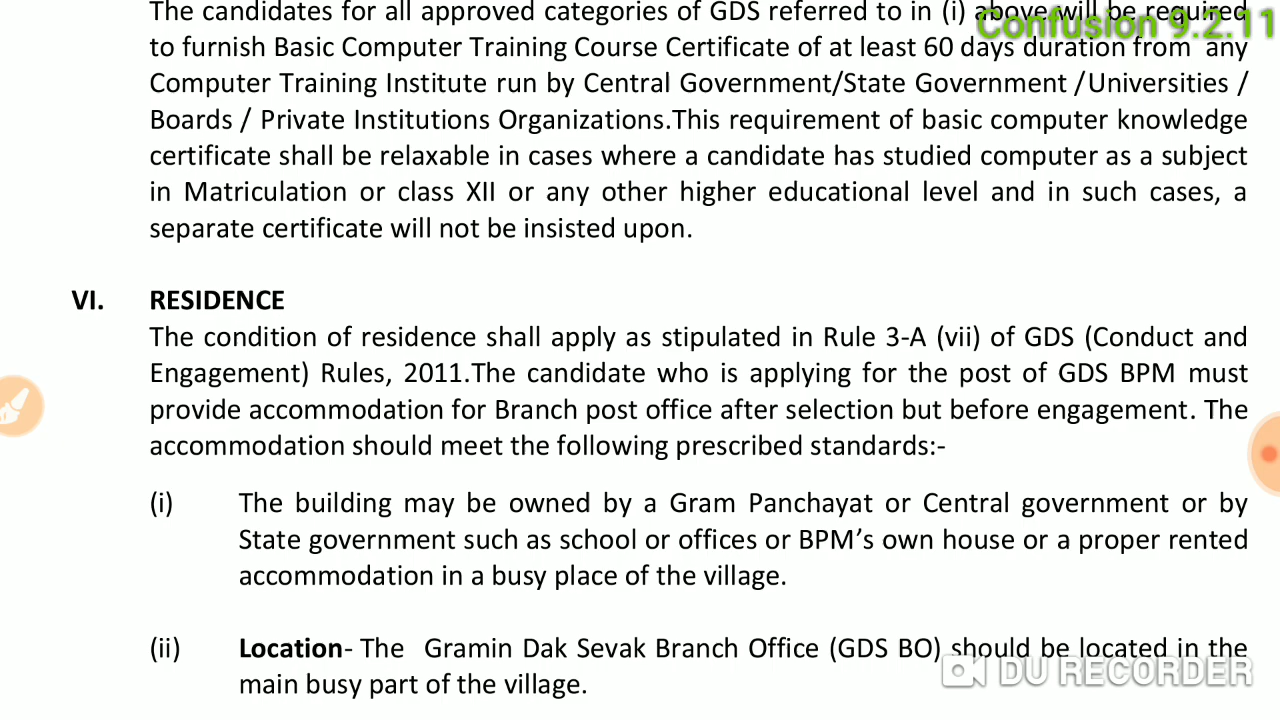 The candidates for all approved categories of GDS referred to in (i) above will be required
Confusion 9.2.11
to furnish Basic Computer Training Course Certificate of at least 60 days duration from any
Computer Training Institute run by Central Government/State Government /Universities /
Boards / Private Institutions Organizations.This requirement of basic computer knowledge
certificate shall be relaxable in cases where a candidate has studied computer as a subject
in Matriculation or class XII or any other higher educational level and in such cases, a
separate certificate will not be insisted upon.
VI. RESIDENCE
The condition of residence shall apply as stipulated in Rule 3-A (vii) of GDS (Conduct and
Engagement) Rules, 2011.The candidate who is applying for the post of GDS BPM must
provide accommodation for Branch post office after selection but before engagement. The
accommodation should meet the following prescribed standards:-
(i) The building may be owned by a Gram Panchayat or Central government or by
State government such as school or offices or BPM’s own house or a proper rented
accommodation in a busy place of the village.
(ii) Location- The Gramin Dak Sevak Branch Office (GDS BO) should be located in the
main busy part of the village.
DU RECORDER